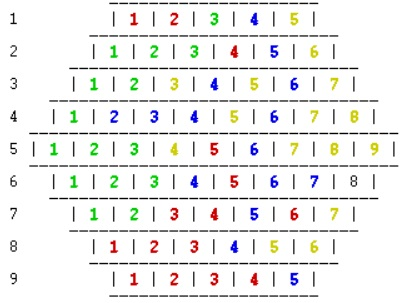 1 | 1 | 2 | 3 | 4 | 5 |
2 | 1 | 2 | 3 | 4 | 5 | 6 |
3 | 1 | 2 | 3 | 4 | 5 | 6 | 7 |
4 | 1 | 2 | 3 | 4 | 5 | 6 | 7 | 8 |
5 | 1 | 2 | 3 | 4 | 5 | 6 | 7 | 8 | 9 |
6 | 1 | 2 | 3 | 4 | 5 | 6 | 7 | 8 |
7 | 1 | 2 | 3 | 4 | 5 | 6 | 7 |
8 | 1 | 2 | 3 | 4 | 5 | 6 |
9 | 1 | 2 | 3 | 4 | 5 |